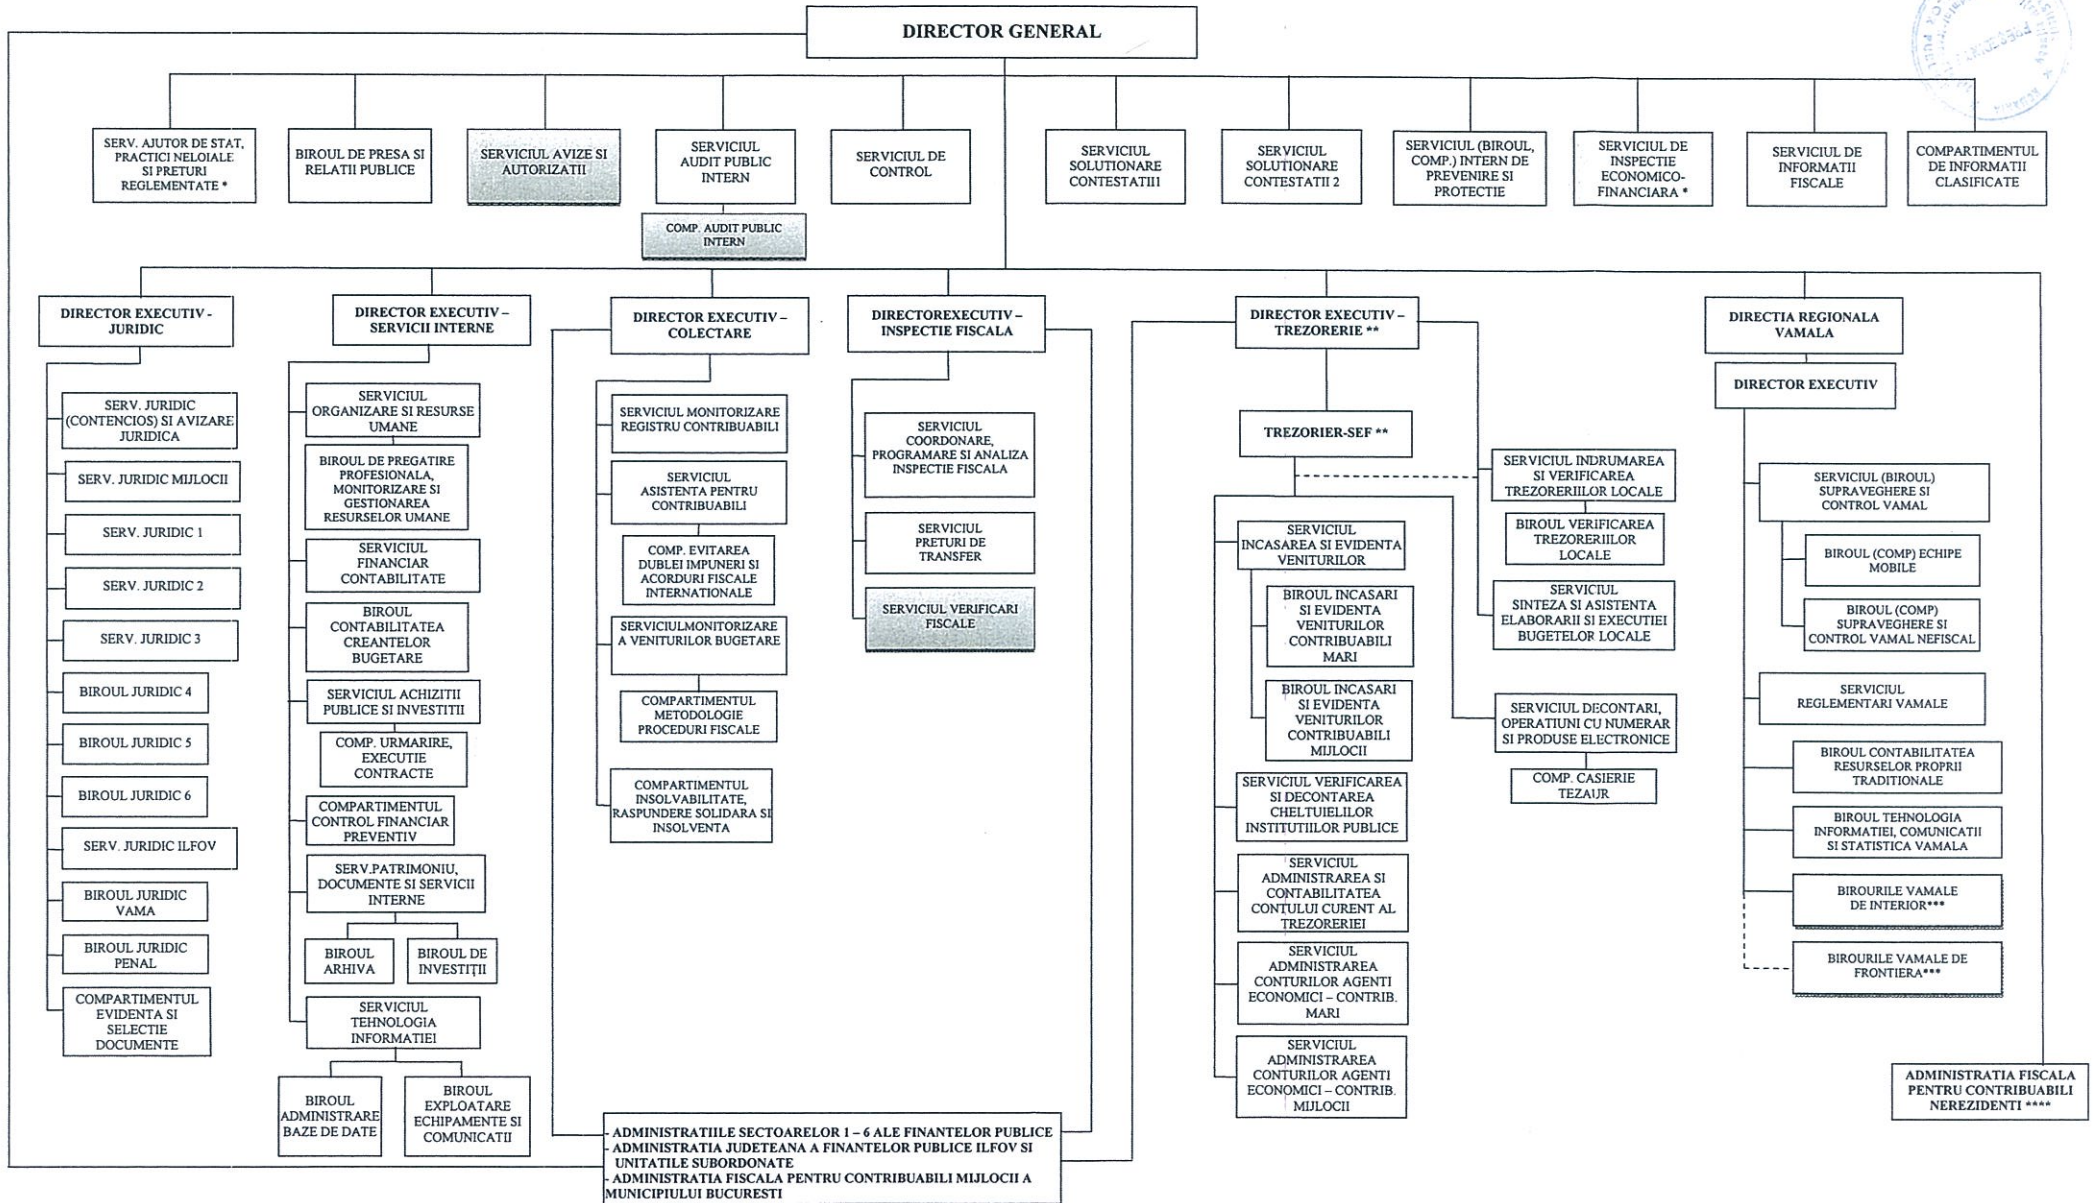 DIRECTOR GENERAL
SERV. AJUTOR DE STAT,
PRACTICI NELOIALE
SI PRETURI
REGLEMENTATE *
BIROUL DE PRESA SI
RELATII PUBLICE
SERVICIUL AVIZE SI
AUTORIZATII
SERVICIUL
AUDIT PUBLIC
INTERN
COMP. AUDIT PUBLIC
INTERN
SERVICIUL DE
CONTROL
SERVICIUL
SOLUTIONARE
CONTESTATII1
SERVICIUL
SOLUTIONARE
CONTESTATII 2
SERVICIUL (BIROUL,
COMP.) INTERN DE
PREVENIRE SI
PROTECTIE
SERVICIUL DE
INSPECTIE
ECONOMICO-
FINANCIARA *
SERVICIUL DE
INFORMATII
FISCALE
COMPARTIMENTUL
DE INFORMATII
CLASIFICATE
DIRECTOR EXECUTIV -
JURIDIC
SERV. JURIDIC
(CONTENCIOS) SI AVIZARE
JURIDICA
SERV. JURIDIC MIJLOCII
SERV. JURIDIC 1
SERV. JURIDIC 2
SERV. JURIDIC 3
BIROUL JURIDIC 4
BIROUL JURIDIC 5
BIROUL JURIDIC 6
SERV. JURIDIC ILFOV
BIROUL JURIDIC
VAMA
BIROUL JURIDIC
PENAL
COMPARTIMENTUL
EVIDENTA SI
SELECTIE
DOCUMENTE
DIRECTOR EXECUTIV –
SERVICII INTERNE
SERVICIUL
ORGANIZARE SI RESURSE
UMANE
BIROUL DE PREGATIRE
PROFESIONALA,
MONITORIZARE SI
GESTIONAREA
RESURSELOR UMANE
SERVICIUL
FINANCIAR
CONTABILITATE
BIROUL
CONTABILITATEA
CREANTELOR
BUGETARE
SERVICIUL ACHIZITII
PUBLICE SI INVESTITII
COMP. URMARIRE,
EXECUTIE
CONTRACTE
COMPARTIMENTUL
CONTROL FINANCIAR
PREVENTIV
SERV.PATRIMONIU,
DOCUMENTE SI SERVICII
INTERNE
BIROUL
ARHIVA
BIROUL DE
INVESTIŢII
SERVICIUL
TEHNOLOGIA
INFORMATIEI
BIROUL
ADMINISTRARE
BAZE DE DATE
BIROUL
EXPLOATARE
ECHIPAMENTE SI
COMUNICATII
DIRECTOR EXECUTIV –
COLECTARE
SERVICIUL MONITORIZARE
REGISTRU CONTRIBUABILI
SERVICIUL
ASISTENTA PENTRU
CONTRIBUABILI
COMP. EVITAREA
DUBLEI IMPUNERI SI
ACORDURI FISCALE
INTERNATIONALE
SERVICIULMONITORIZARE
A VENITURILOR BUGETARE
COMPARTIMENTUL
METODOLOGIE
PROCEDURI FISCALE
COMPARTIMENTUL
INSOLVABILITATE,
RASPUNDERE SOLIDARA SI
INSOLVENTA
DIRECTOREXECUTIV –
INSPECTIE FISCALA
SERVICIUL
COORDONARE,
PROGRAMARE SI ANALIZA
INSPECTIE FISCALA
SERVICIUL
PRETURI DE
TRANSFER
SERVICIUL VERIFICARI
FISCALE
- ADMINISTRATIILE SECTOARELOR 1 – 6 ALE FINANTELOR PUBLICE
- ADMINISTRATIA JUDETEANA A FINANTELOR PUBLICE ILFOV SI
UNITATILE SUBORDONATE
- ADMINISTRATIA FISCALA PENTRU CONTRIBUABILI MIJLOCII A
MUNICIPIULUI BUCURESTI
DIRECTOR EXECUTIV –
TREZORERIE **
TREZORIER-SEF **
SERVICIUL
INCASAREA SI EVIDENTA
VENITURILOR
BIROUL INCASARI
SI EVIDENTA
VENITURILOR
CONTRIBUABILI
MARI
BIROUL INCASARI
SI EVIDENTA
VENITURILOR
CONTRIBUABILI
MIJLOCII
SERVICIUL VERIFICAREA
SI DECONTAREA
CHELTUIELILOR
INSTITUTIILOR PUBLICE
SERVICIUL
ADMINISTRAREA SI
CONTABILITATEA
CONTULUI CURENT AL
TREZORERIEI
SERVICIUL
ADMINISTRAREA
CONTURILOR AGENTI
ECONOMICI – CONTRIB.
MARI
SERVICIUL
ADMINISTRAREA
CONTURILOR AGENTI
ECONOMICI – CONTRIB.
MIJLOCII
SERVICIUL INDRUMAREA
SI VERIFICAREA
TREZORERIILOR LOCALE
BIROUL VERIFICAREA
TREZORERIILOR
LOCALE
SERVICIUL
SINTEZA SI ASISTENTA
ELABORARII SI EXECUTIEI
BUGETELOR LOCALE
SERVICIUL DECONTARI,
OPERATIUNI CU NUMERAR
SI PRODUSE ELECTRONICE
COMP. CASIERIE
TEZAUR
DIRECTIA REGIONALA
VAMALA
DIRECTOR EXECUTIV
SERVICIUL (BIROUL)
SUPRAVEGHERE SI
CONTROL VAMAL
BIROUL (COMP) ECHIPE
MOBILE
BIROUL (COMP)
SUPRAVEGHERE SI
CONTROL VAMAL NEFISCAL
SERVICIUL
REGLEMENTARI VAMALE
BIROUL CONTABILITATEA
RESURSELOR PROPRII
TRADITIONALE
BIROUL TEHNOLOGIA
INFORMATIEI, COMUNICATII
SI STATISTICA VAMALA
BIROURILE VAMALE
DE INTERIOR***
BIROURILE VAMALE DE
FRONTIERA***
ADMINISTRATIA FISCALA
PENTRU CONTRIBUABILI
NEREZIDENTI ****